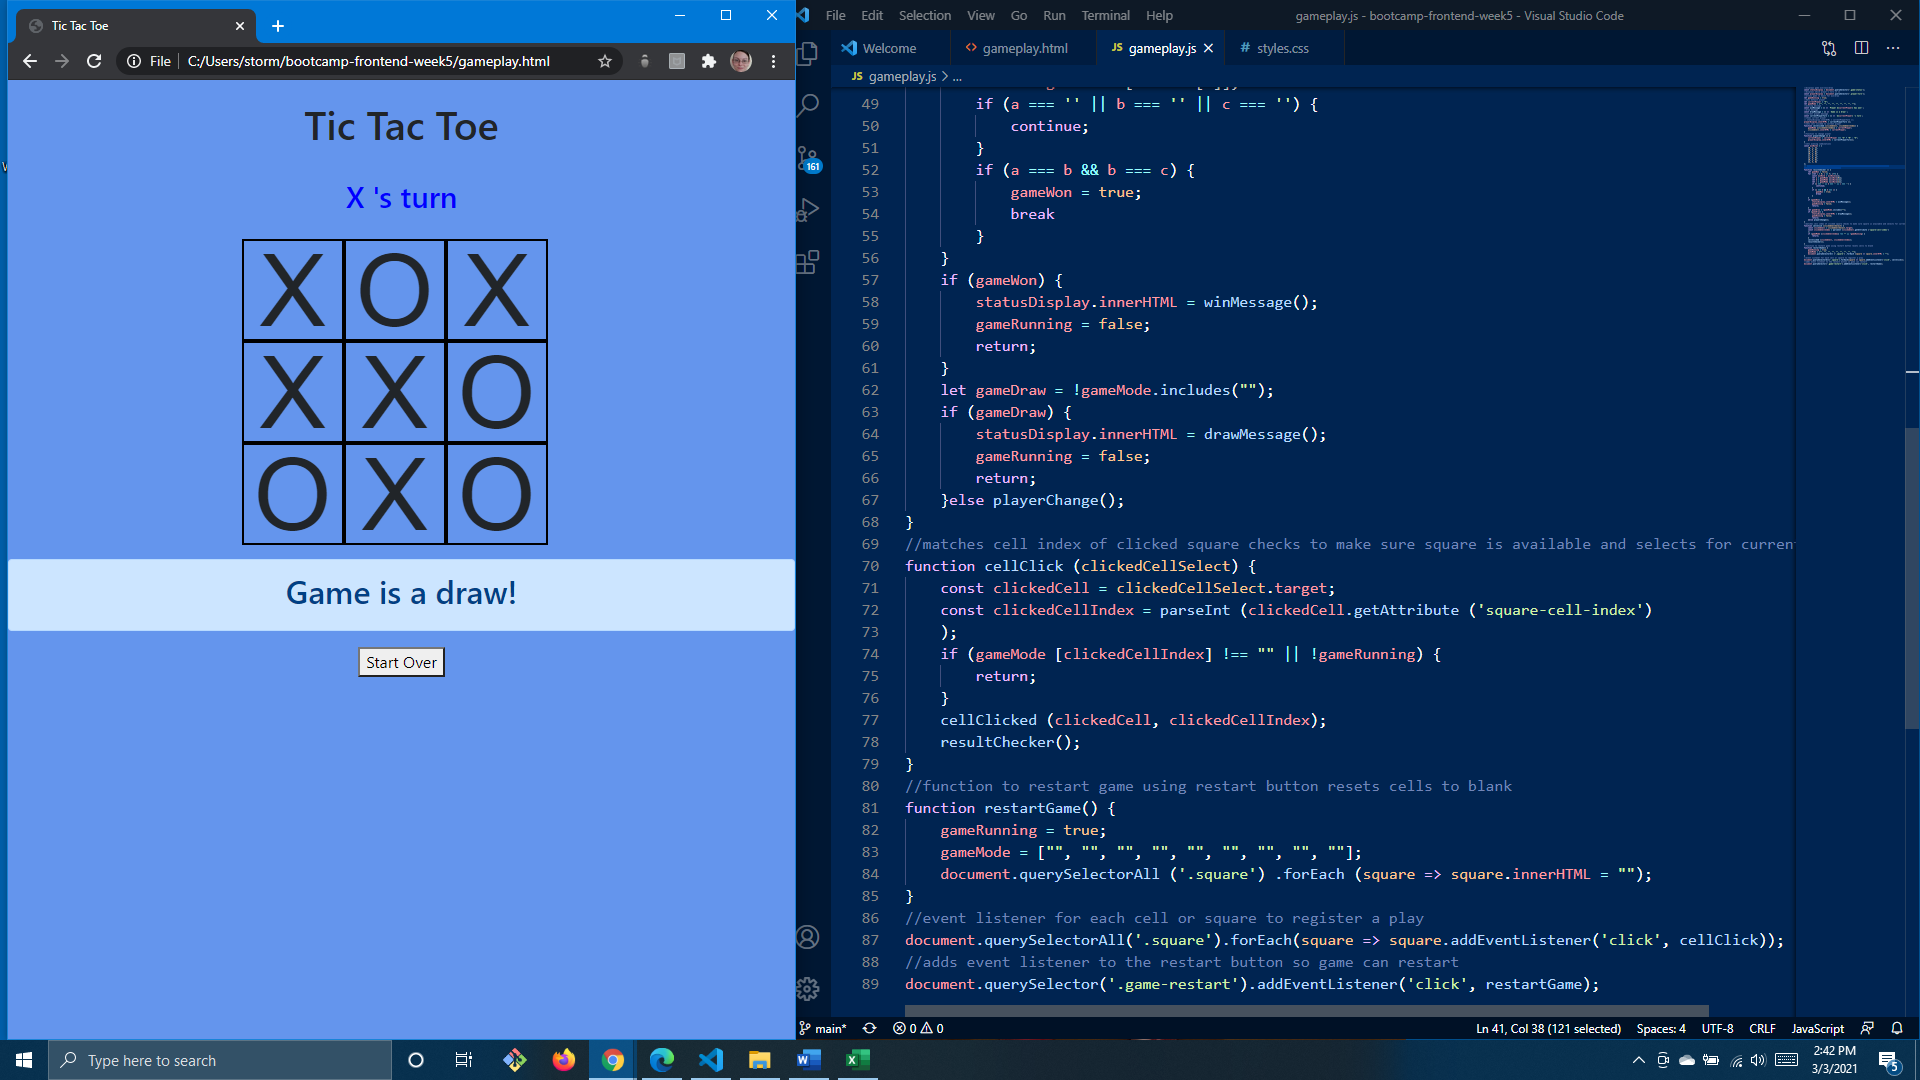 Tic Tac Toe
File C:/Users/storm/bootcamp-frontend-week5/gameplay.html
Tic Tac Toe
X 's turn
X O X
X X O
O X O
Game is a draw!
Start Over
File Edit Selection View Go Run Terminal Help gameplay.js - bootcamp-frontend-week5 - Visual Studio Code
Welcome <> gameplay.html JS gameplay.js # styles.css
JS gameplay.js > ...
161
49 if (a === '' || b === '' || c === '') {
50 continue;
51 }
52 if (a === b && b === c) {
53 gameWon = true;
54 break
55 }
56 }
57 if (gameWon) {
58 statusDisplay.innerHTML = winMessage();
59 gameRunning = false;
60 return;
61 }
62 let gameDraw = !gameMode.includes("");
63 if (gameDraw) {
64 statusDisplay.innerHTML = drawMessage();
65 gameRunning = false;
66 return;
67 }else playerChange();
68 }
69 //matches cell index of clicked square checks to make sure square is available and selects for curren
70 function cellClick (clickedCellSelect) {
71 const clickedCell = clickedCellSelect.target;
72 const clickedCellIndex = parseInt (clickedCell.getAttribute ('square-cell-index')
73 );
74 if (gameMode [clickedCellIndex] !== "" || !gameRunning) {
75 return;
76 }
77 cellClicked (clickedCell, clickedCellIndex);
78 resultChecker();
79 }
80 //function to restart game using restart button resets cells to blank
81 function restartGame() {
82 gameRunning = true;
83 gameMode = ["", "", "", "", "", "", "", "", ""];
84 document.querySelectorAll ('.square') .forEach (square => square.innerHTML = "");
85 }
86 //event listener for each cell or square to register a play
87 document.querySelectorAll('.square').forEach(square => square.addEventListener('click', cellClick));
88 //adds event listener to the restart button so game can restart
89 document.querySelector('.game-restart').addEventListener('click', restartGame);
main* 0 0 Ln 41, Col 38 (121 selected) Spaces: 4 UTF-8 CRLF JavaScript
Type here to search
2:42 PM
3/3/2021
5